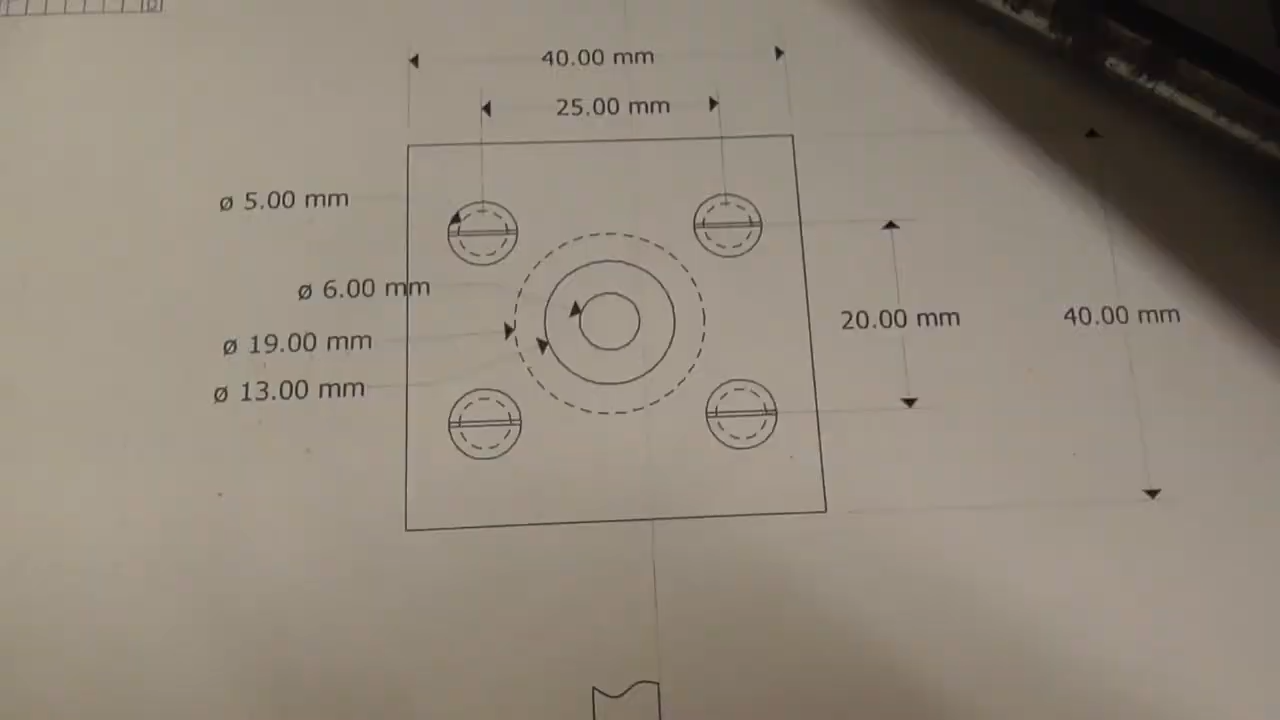 40.00 mm
25.00 mm
ø 5.00 mm
ø 6.00 mm
20.00 mm
40.00 mm
ø 19.00 mm
ø 13.00 mm